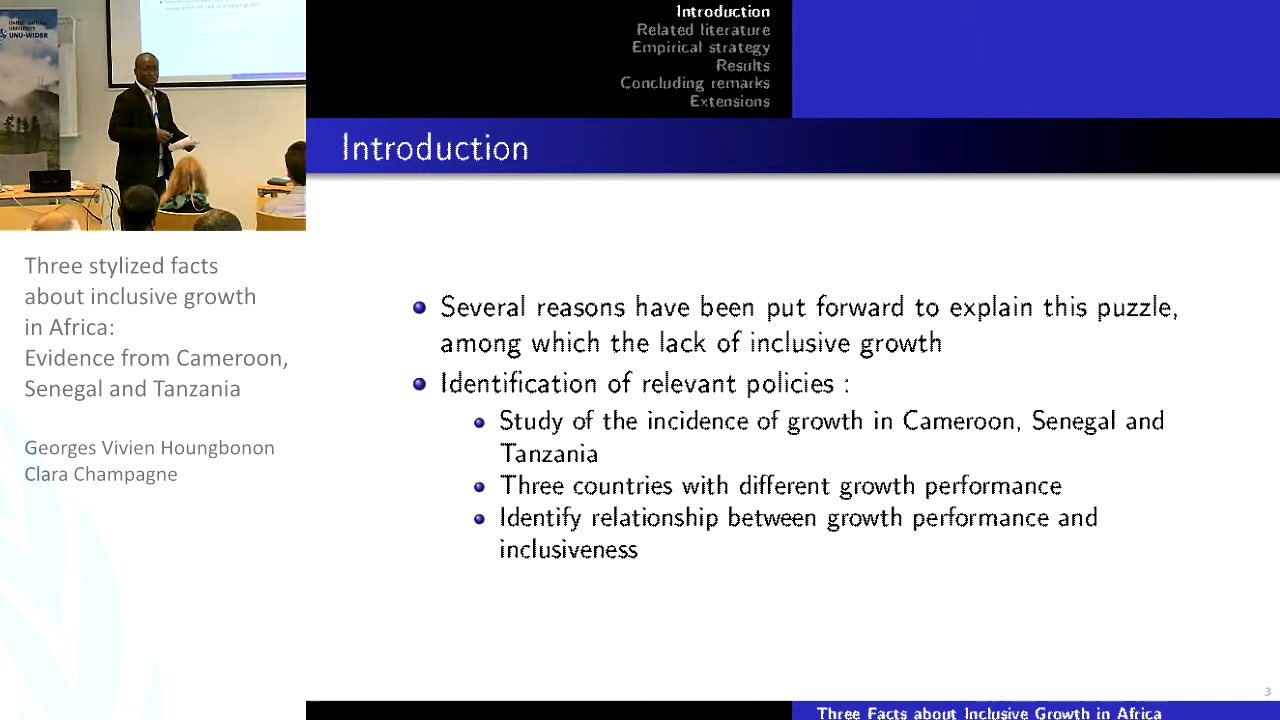 UNU-WIDER
Three stylized facts
about inclusive growth
in Africa:
Evidence from Cameroon,
Senegal and Tanzania
Georges Vivien Houngbonon
Clara Champagne
Introduction
Related literature
Empirical strategy
Results
Concluding remarks
Extensions
Introduction
Several reasons have been put forward to explain this puzzle,
among which the lack of inclusive growth
Identification of relevant policies :
Study of the incidence of growth in Cameroon, Senegal and
Tanzania
Three countries with different growth performance
Identify relationship between growth performance and
inclusiveness
3
Three Facts about Inclusive Growth in Africa